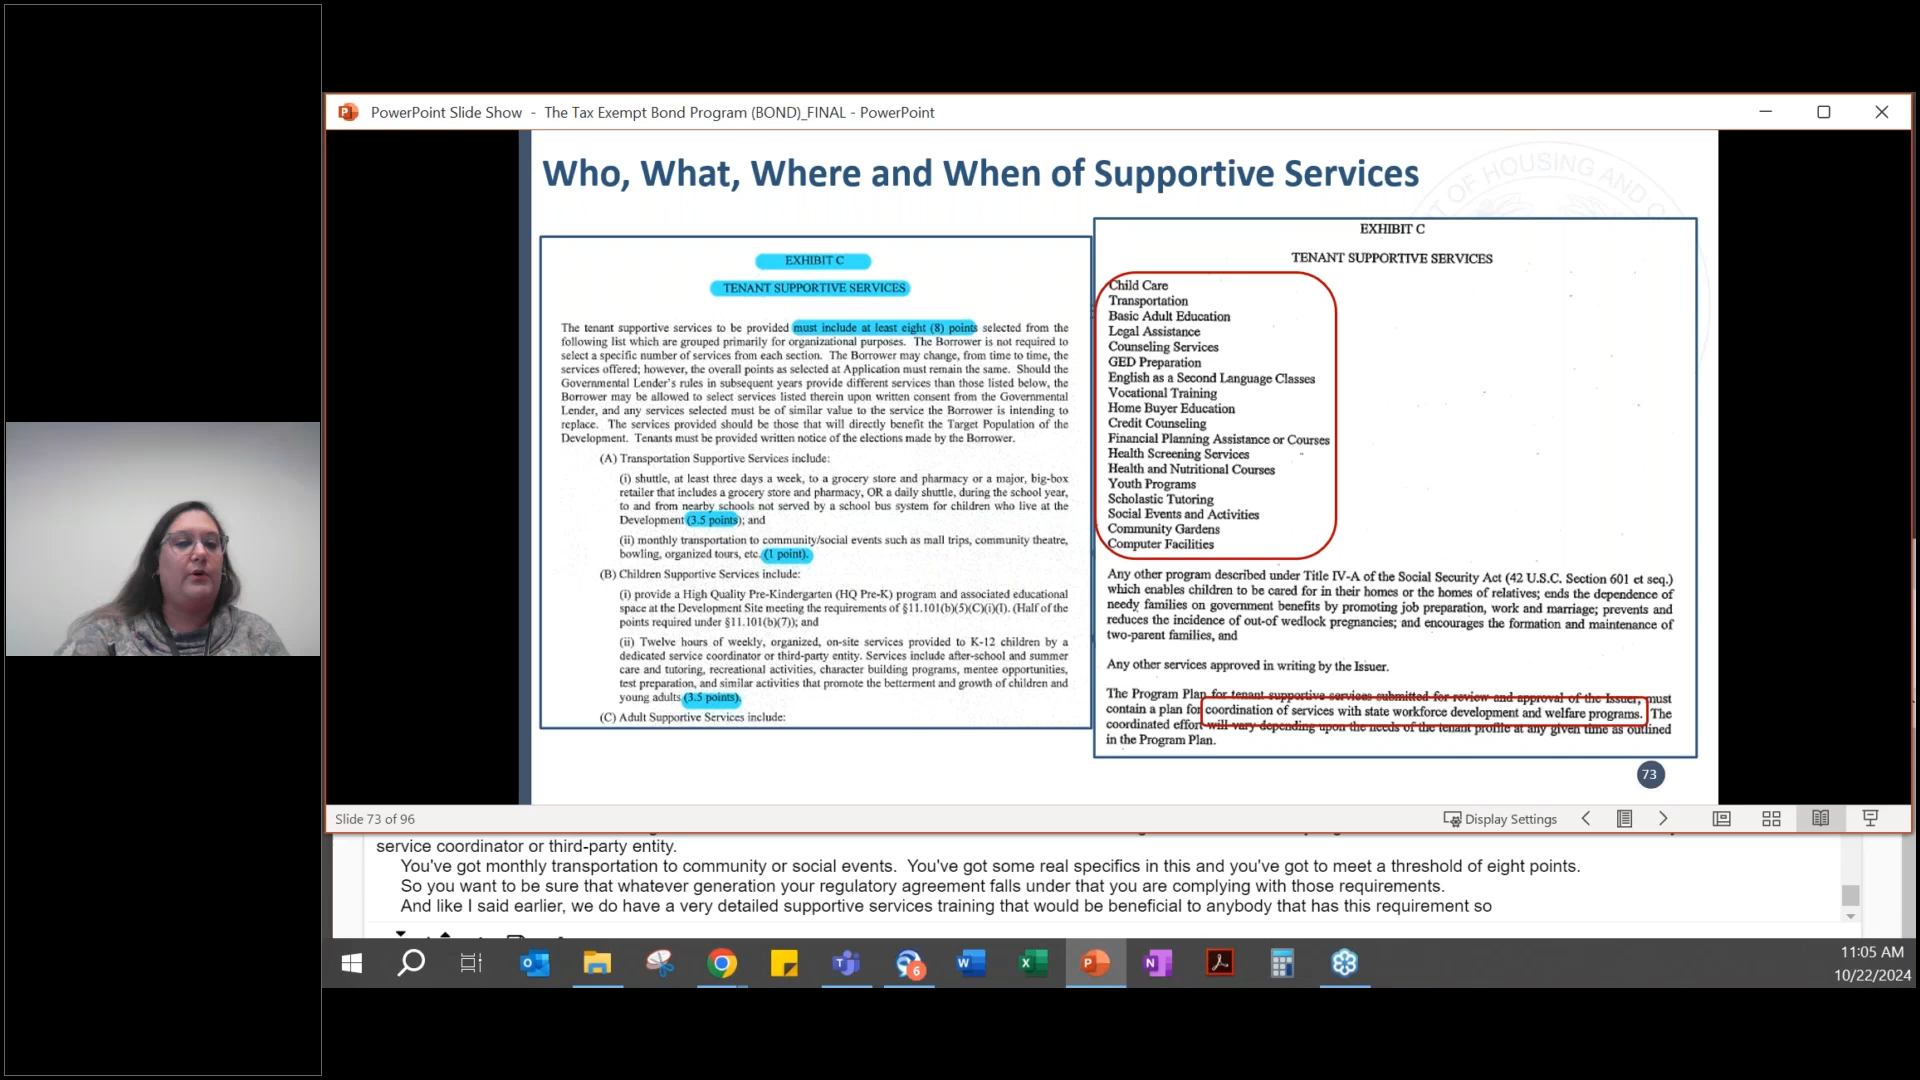 PowerPoint Slide Show - The Tax Exempt Bond Program (BOND)_FINAL - PowerPoint
Who, What, Where and When of Supportive Services
OF HOUSING AND
EXHIBIT C
TENANT SUPPORTIVE SERVICES
The tenant supportive services to be provided must include at least eight (8) points selected from the
following list which are grouped primarily for organizational purposes. The Borrower is not required to
select a specific number of services from each section. The Borrower may change, from time to time, the
services offered; however, the overall points as selected at Application must remain the same. Should the
Governmental Lender's rules in subsequent years provide different services than those listed below, the
Borrower may be allowed to select services listed therein upon written consent from the Governmental
Lender, and any services selected must be of similar value to the service the Borrower is intending to
replace. The services provided should be those that will directly benefit the Target Population of the
Development. Tenants must be provided written notice of the elections made by the Borrower.
(A) Transportation Supportive Services include:
(i) shuttle, at least three days a week, to a grocery store and pharmacy or a major, big-box
retailer that includes a grocery store and pharmacy, OR a daily shuttle, during the school year,
to and from nearby schools not served by a school bus system for children who live at the
Development (3.5 points); and
(ii) monthly transportation to community/social events such as mall trips, community theatre,
bowling, organized tours, etc. (1 point).
(B) Children Supportive Services include:
(i) provide a High Quality Pre-Kindergarten (HQ Pre-K) program and associated educational
space at the Development Site meeting the requirements of §11.101(b)(5)(C)(i)(I). (Half of the
points required under §11.101(b)(7)); and
(ii) Twelve hours of weekly, organized, on-site services provided to K-12 children by a
dedicated service coordinator or third-party entity. Services include after-school and summer
care and tutoring, recreational activities, character building programs, mentee opportunities,
test preparation, and similar activities that promote the betterment and growth of children and
young adults (3.5 points).
(C) Adult Supportive Services include:
EXHIBIT C
TENANT SUPPORTIVE SERVICES
Child Care
Transportation
Basic Adult Education
Legal Assistance
Counseling Services
GED Preparation
English as a Second Language Classes
Vocational Training
Home Buyer Education
Credit Counseling
Financial Planning Assistance or Courses
Health Screening Services
Health and Nutritional Courses
Youth Programs
Scholastic Tutoring
Social Events and Activities
Community Gardens
Computer Facilities
Any other program described under Title IV-A of the Social Security Act (42 U.S.C. Section 601 et seq.)
which enables children to be cared for in their homes or the homes of relatives; ends the dependence of
needy families on government benefits by promoting job preparation, work and marriage; prevents and
reduces the incidence of out-of wedlock pregnancies; and encourages the formation and maintenance of
two-parent families, and
Any other services approved in writing by the Issuer.
The Program Plan for tenant supportive services submitted for review and approval of the Issuer, must
contain a plan for coordination of services with state workforce development and welfare programs. The
coordinated effort will vary depending upon the needs of the tenant profile at any given time as outlined
in the Program Plan.
73
Slide 73 of 96
Display Settings
service coordinator or third-party entity.
You've got monthly transportation to community or social events. You've got some real specifics in this and you've got to meet a threshold of eight points.
So you want to be sure that whatever generation your regulatory agreement falls under that you are complying with those requirements.
And like I said earlier, we do have a very detailed supportive services training that would be beneficial to anybody that has this requirement so
6
11:05 AM
10/22/2024